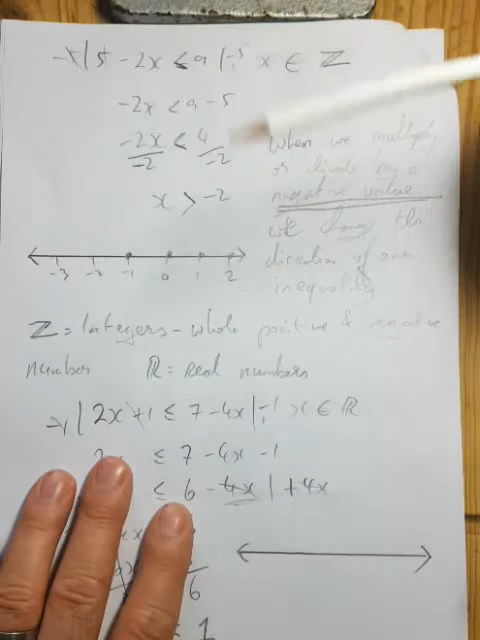 -5 | 5 - 2x < 9 | -5 x ∈ ℤ
-2x < 9 - 5
-2x < 4
-2 -2
x > -2
When we multiply
or divide by a
negative value
we change the
direction of our
inequality
-3 -2 -1 0 1 2
ℤ = Integers - whole positive & negative
number ℝ = real numbers
-1 | 2x + 1 ≤ 7 - 4x | -1 x ∈ ℝ
≤ 7 - 4x - 1
≤ 6 - 4x | + 4x
6
1